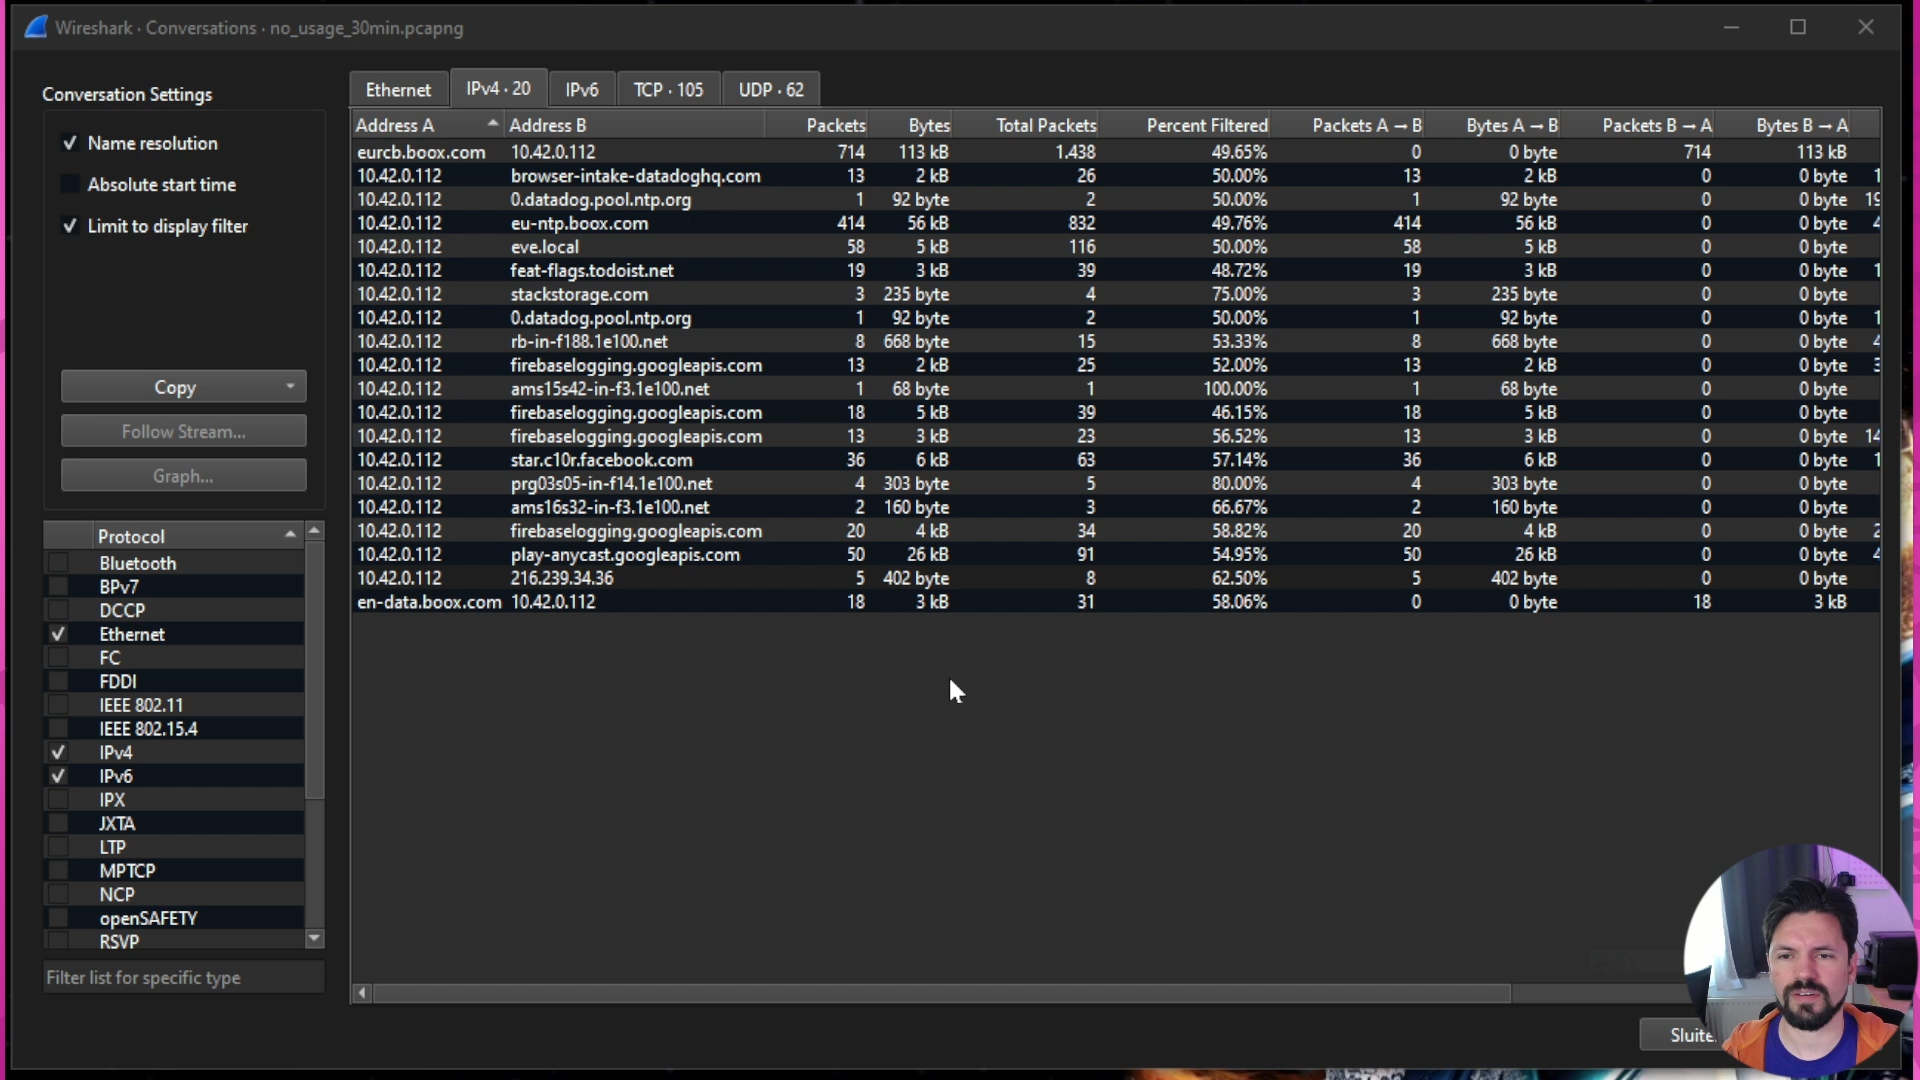 Wireshark · Conversations · no_usage_30min.pcapng
Conversation Settings
Name resolution
Absolute start time
Limit to display filter
Copy
Follow Stream...
Graph...
Protocol
Bluetooth
BPv7
DCCP
Ethernet
FC
FDDI
IEEE 802.11
IEEE 802.15.4
IPv4
IPv6
IPX
JXTA
LTP
MPTCP
NCP
openSAFETY
RSVP
Filter list for specific type
Ethernet IPv4 · 20 IPv6 TCP · 105 UDP · 62
Address A Address B Packets Bytes Total Packets Percent Filtered Packets A → B Bytes A → B Packets B → A Bytes B → A
eurcb.boox.com 10.42.0.112 714 113 kB 1.438 49.65% 0 0 byte 714 113 kB
10.42.0.112 browser-intake-datadoghq.com 13 2 kB 26 50.00% 13 2 kB 0 0 byte 1
10.42.0.112 0.datadog.pool.ntp.org 1 92 byte 2 50.00% 1 92 byte 0 0 byte 19
10.42.0.112 eu-ntp.boox.com 414 56 kB 832 49.76% 414 56 kB 0 0 byte 4
10.42.0.112 eve.local 58 5 kB 116 50.00% 58 5 kB 0 0 byte
10.42.0.112 feat-flags.todoist.net 19 3 kB 39 48.72% 19 3 kB 0 0 byte 1
10.42.0.112 stackstorage.com 3 235 byte 4 75.00% 3 235 byte 0 0 byte
10.42.0.112 0.datadog.pool.ntp.org 1 92 byte 2 50.00% 1 92 byte 0 0 byte 1
10.42.0.112 rb-in-f188.1e100.net 8 668 byte 15 53.33% 8 668 byte 0 0 byte 4
10.42.0.112 firebaselogging.googleapis.com 13 2 kB 25 52.00% 13 2 kB 0 0 byte 3
10.42.0.112 ams15s42-in-f3.1e100.net 1 68 byte 1 100.00% 1 68 byte 0 0 byte
10.42.0.112 firebaselogging.googleapis.com 18 5 kB 39 46.15% 18 5 kB 0 0 byte
10.42.0.112 firebaselogging.googleapis.com 13 3 kB 23 56.52% 13 3 kB 0 0 byte 14
10.42.0.112 star.c10r.facebook.com 36 6 kB 63 57.14% 36 6 kB 0 0 byte 1
10.42.0.112 prg03s05-in-f14.1e100.net 4 303 byte 5 80.00% 4 303 byte 0 0 byte
10.42.0.112 ams16s32-in-f3.1e100.net 2 160 byte 3 66.67% 2 160 byte 0 0 byte
10.42.0.112 firebaselogging.googleapis.com 20 4 kB 34 58.82% 20 4 kB 0 0 byte 2
10.42.0.112 play-anycast.googleapis.com 50 26 kB 91 54.95% 50 26 kB 0 0 byte 4
10.42.0.112 216.239.34.36 5 402 byte 8 62.50% 5 402 byte 0 0 byte
en-data.boox.com 10.42.0.112 18 3 kB 31 58.06% 0 0 byte 18 3 kB
Sluite